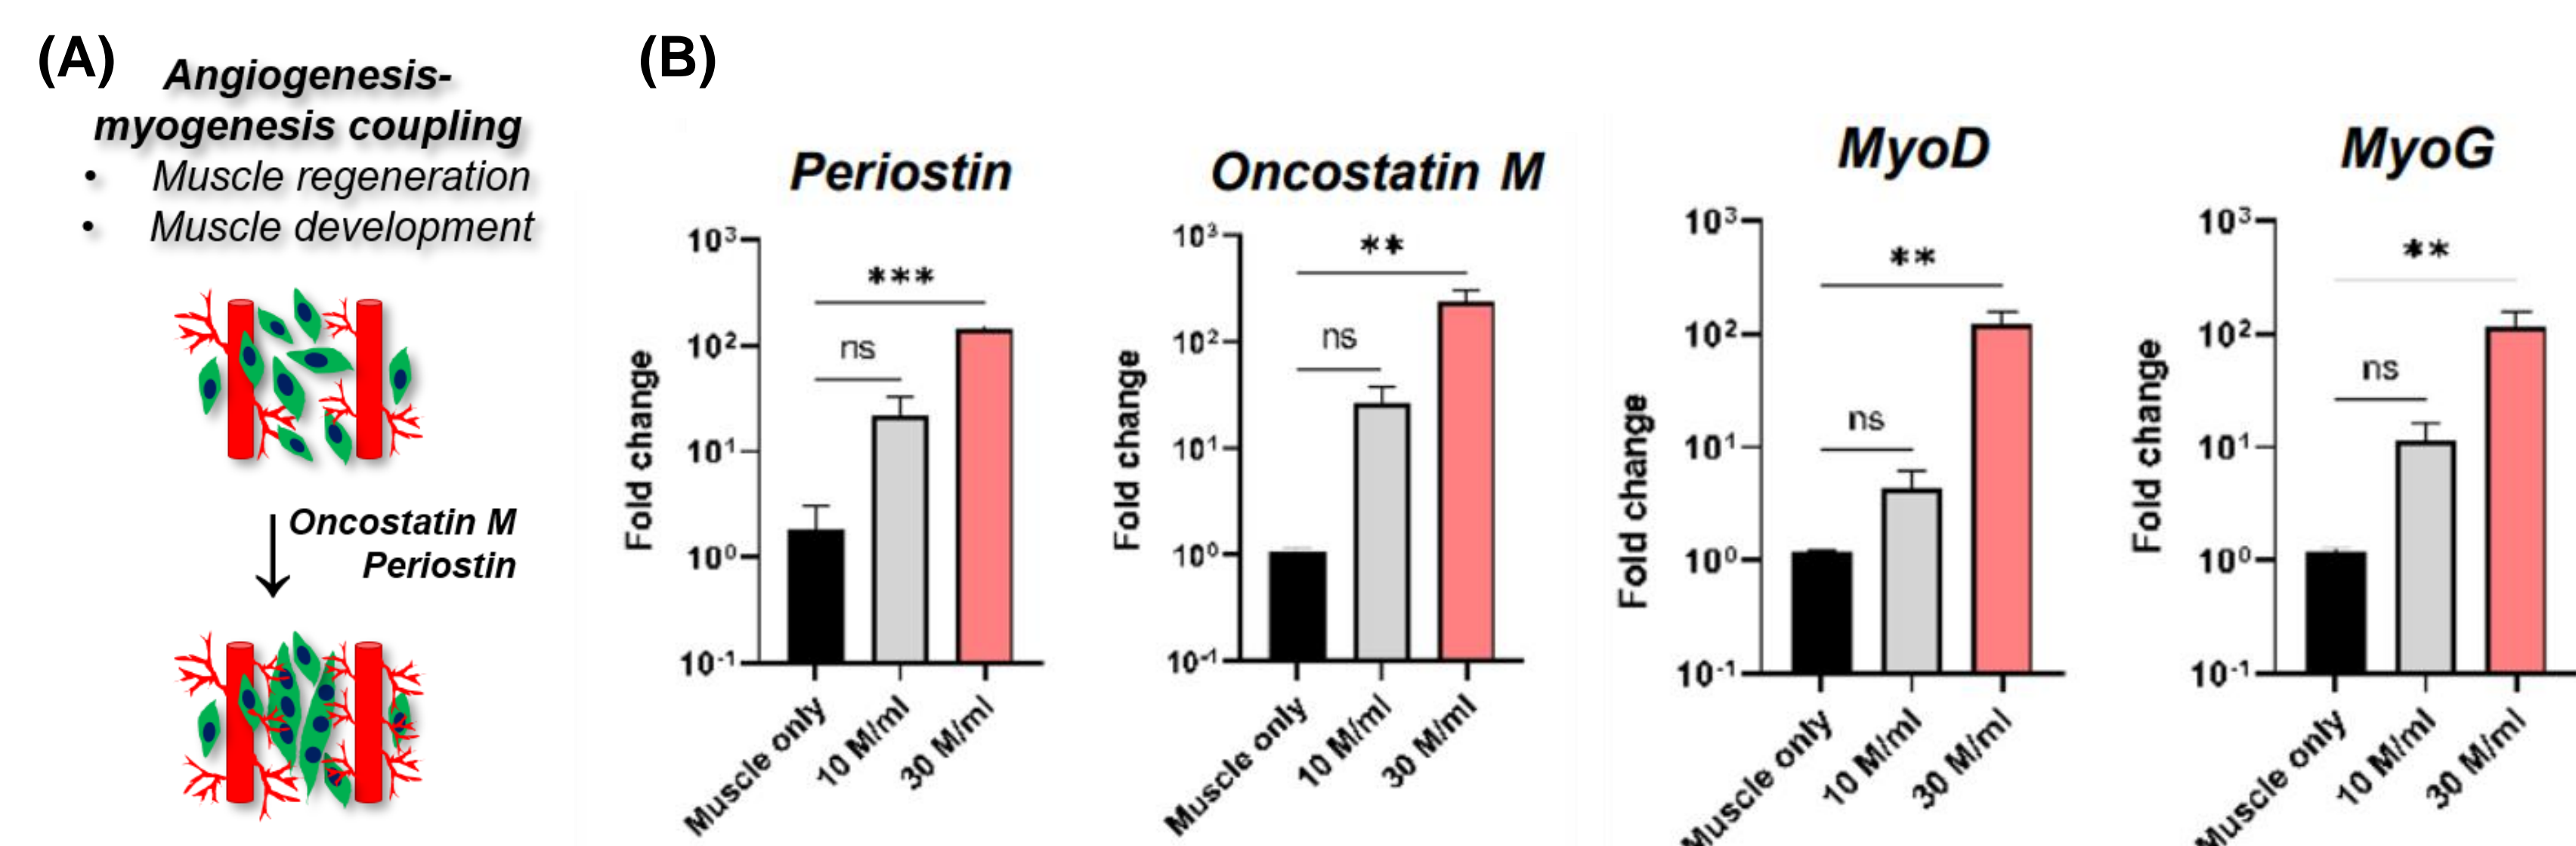 (A)
Angiogenesis-
myogenesis coupling
• Muscle regeneration
• Muscle development
Oncostatin M
Periostin
(B)
Periostin
Fold change
10³
10²
10¹
10⁰
10⁻¹
***
ns
Muscle only
10 M/ml
30 M/ml
Oncostatin M
Fold change
10³
10²
10¹
10⁰
10⁻¹
**
ns
Muscle only
10 M/ml
30 M/ml
MyoD
Fold change
10³
10²
10¹
10⁰
10⁻¹
**
ns
Muscle only
10 M/ml
30 M/ml
MyoG
Fold change
10³
10²
10¹
10⁰
10⁻¹
**
ns
Muscle only
10 M/ml
30 M/ml